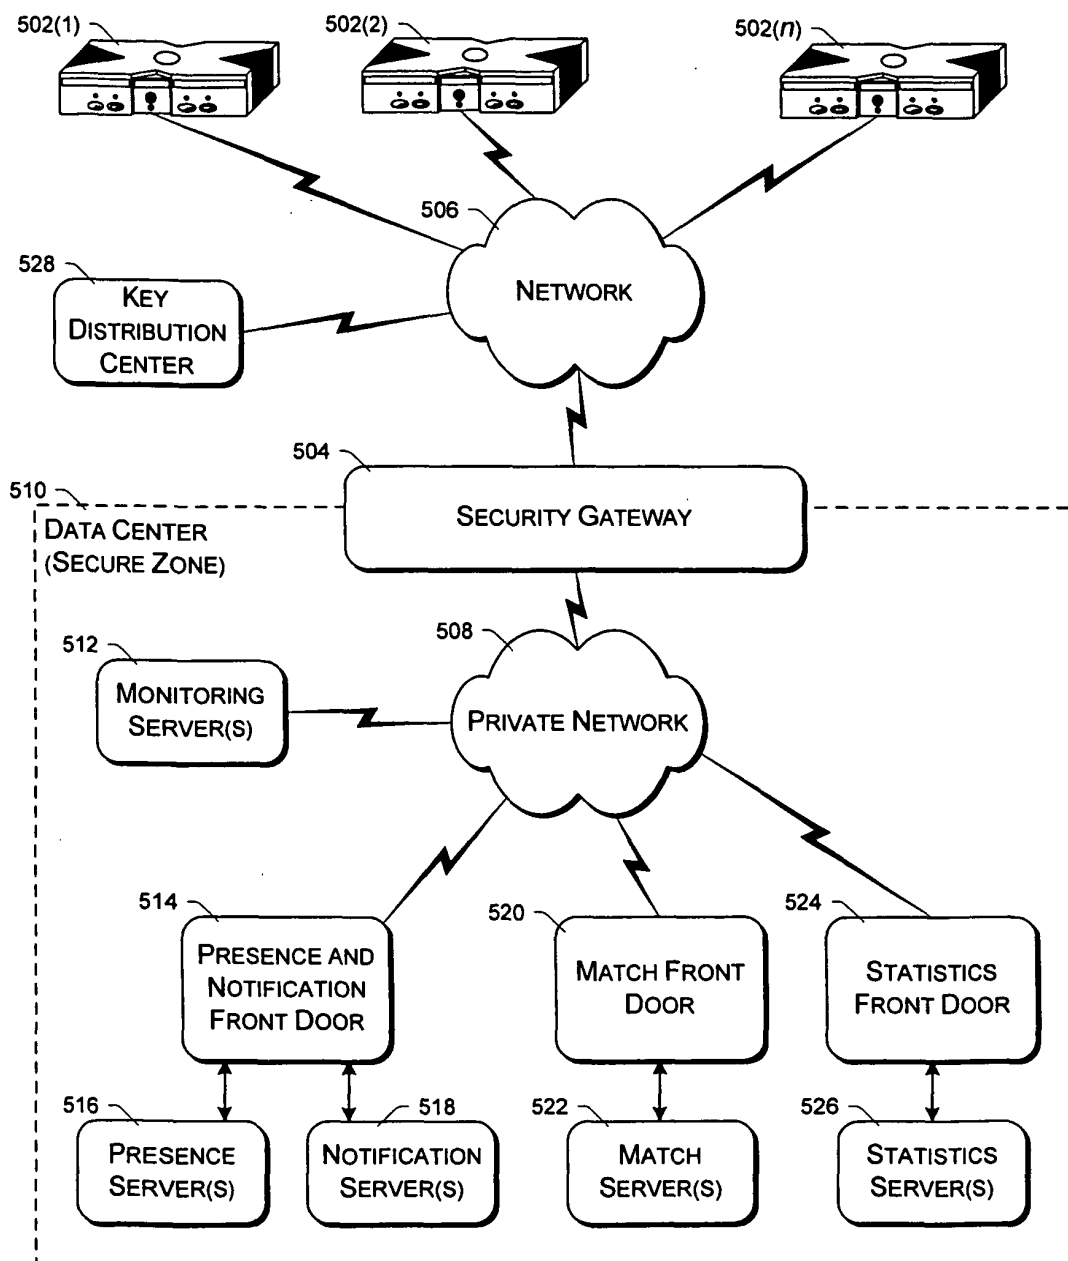 502(1)
502(2)
502(n)
506
NETWORK
528
KEY
DISTRIBUTION
CENTER
504
SECURITY GATEWAY
510
DATA CENTER
(SECURE ZONE)
508
PRIVATE NETWORK
512
MONITORING
SERVER(S)
514
PRESENCE AND
NOTIFICATION
FRONT DOOR
520
MATCH FRONT
DOOR
524
STATISTICS
FRONT DOOR
516
PRESENCE
SERVER(S)
518
NOTIFICATION
SERVER(S)
522
MATCH
SERVER(S)
526
STATISTICS
SERVER(S)